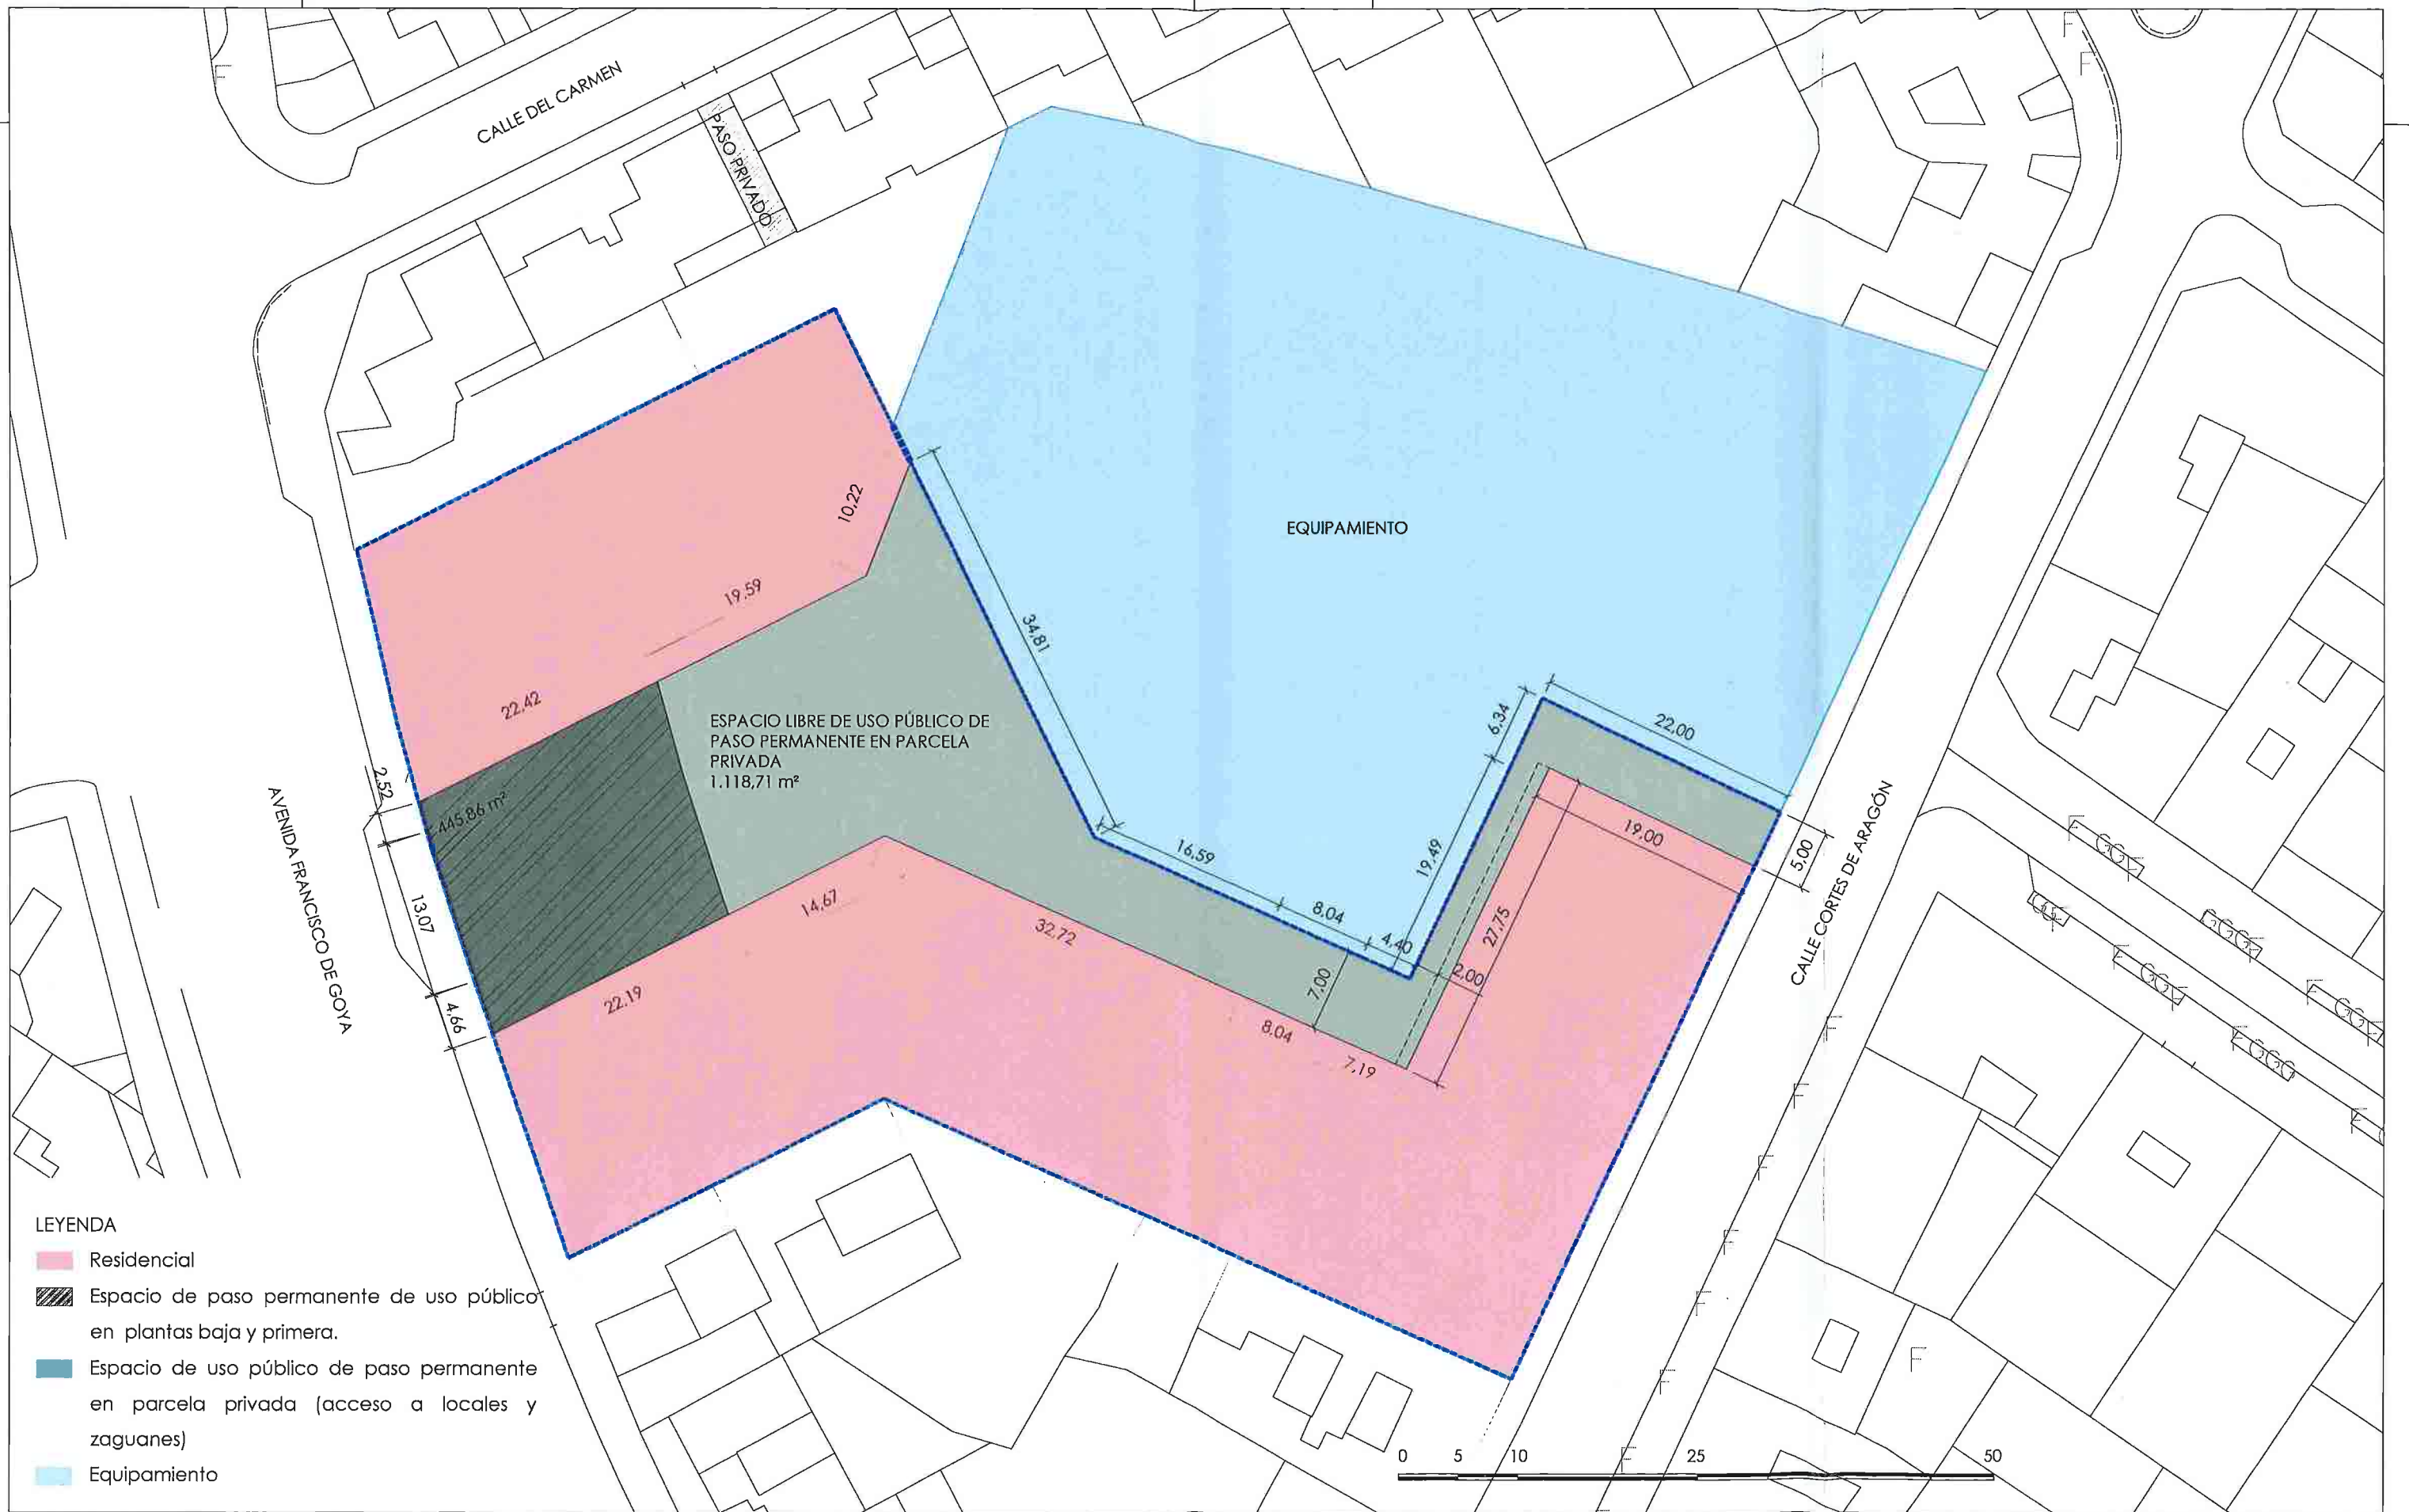 CALLE DEL CARMEN
PASO PRIVADO
EQUIPAMIENTO
10,22
19.59
34,81
22.42
ESPACIO LIBRE DE USO PÚBLICO DE
PASO PERMANENTE EN PARCELA
PRIVADA
1.118,71 m²
6,34
22,00
2,52
445,86 m²
AVENIDA FRANCISCO DE GOYA
16,59
19,49
19,00
5,00
CALLE CORTES DE ARAGÓN
13,07
14,67
32,72
8,04
4,40
27,75
2,00
7,00
22.19
4,66
8.04
7,19
LEYENDA
Residencial
Espacio de paso permanente de uso público
en plantas baja y primera.
Espacio de uso público de paso permanente
en parcela privada (acceso a locales y
zaguanes)
Equipamiento
0 5 10 25 50